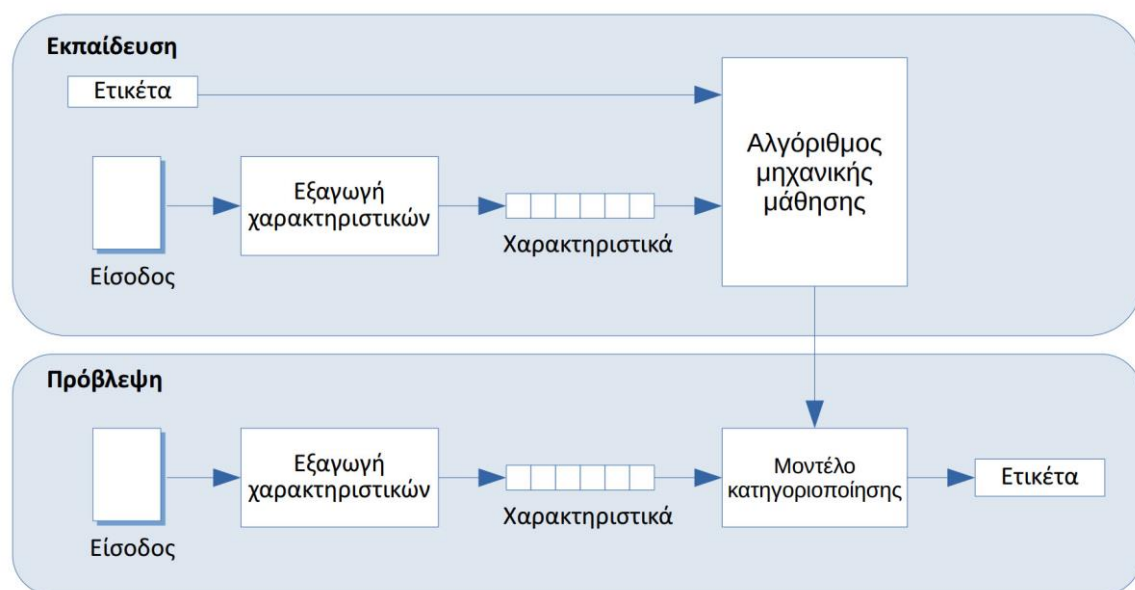 Εκπαίδευση
Ετικέτα
Αλγόριθμος
μηχανικής
μάθησης
Εξαγωγή
χαρακτηριστικών
Χαρακτηριστικά
Είσοδος
Πρόβλεψη
Εξαγωγή
χαρακτηριστικών
Μοντέλο
κατηγοριοποίησης
Ετικέτα
Χαρακτηριστικά
Είσοδος